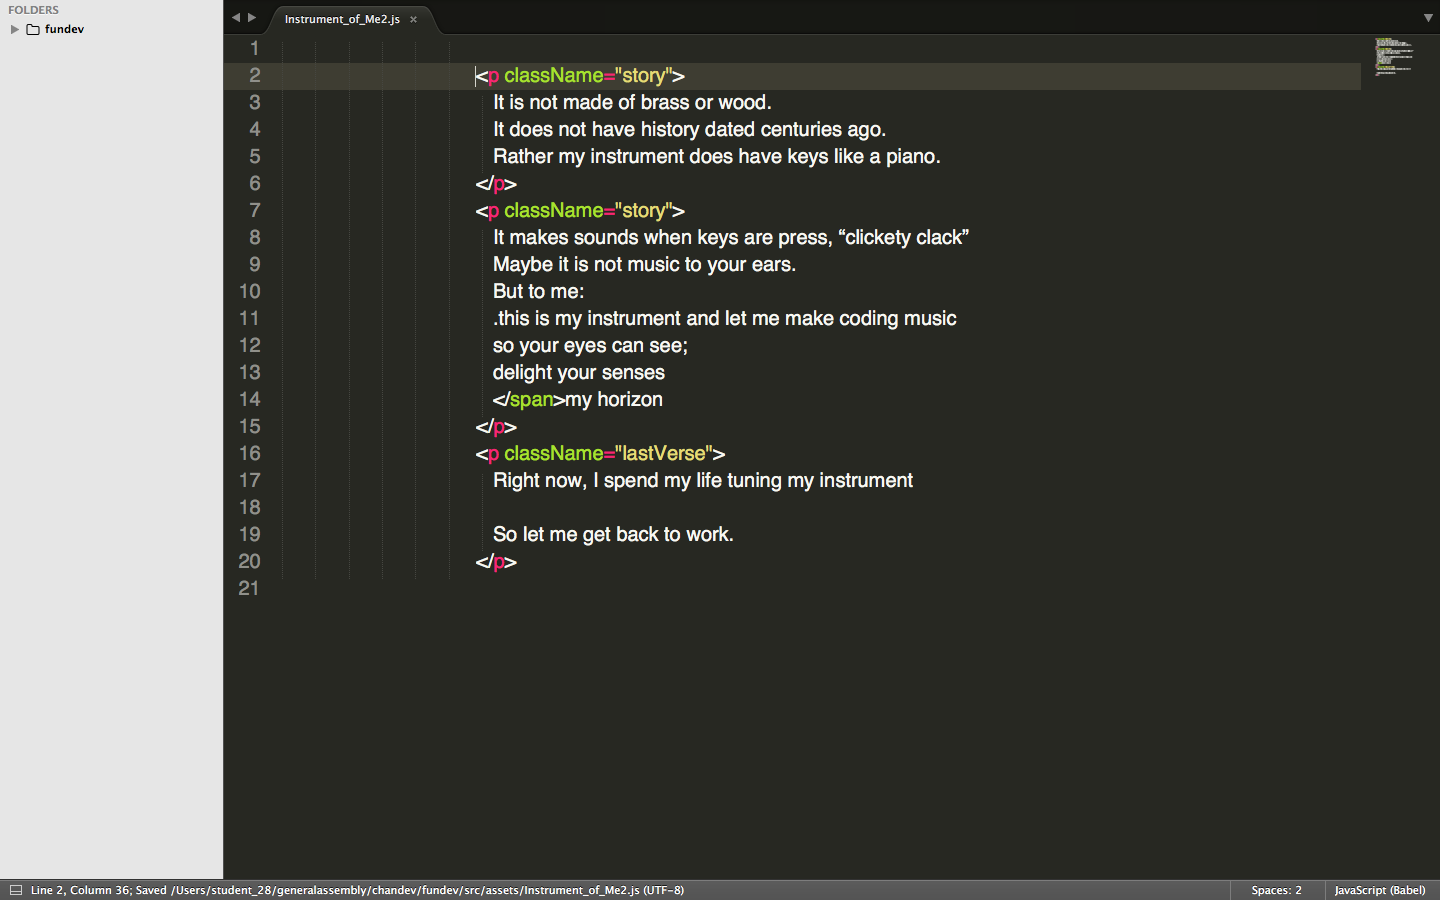 FOLDERS
fundev
Instrument_of_Me2.js ×
1
2 <p className="story">
3 It is not made of brass or wood.
4 It does not have history dated centuries ago.
5 Rather my instrument does have keys like a piano.
6 </p>
7 <p className="story">
8 It makes sounds when keys are press, “clickety clack”
9 Maybe it is not music to your ears.
10 But to me:
11 .this is my instrument and let me make coding music
12 so your eyes can see;
13 delight your senses
14 </span>my horizon
15 </p>
16 <p className="lastVerse">
17 Right now, I spend my life tuning my instrument
18
19 So let me get back to work.
20 </p>
21
Line 2, Column 36; Saved /Users/student_28/generalassembly/chandev/fundev/src/assets/Instrument_of_Me2.js (UTF-8)
Spaces: 2
JavaScript (Babel)